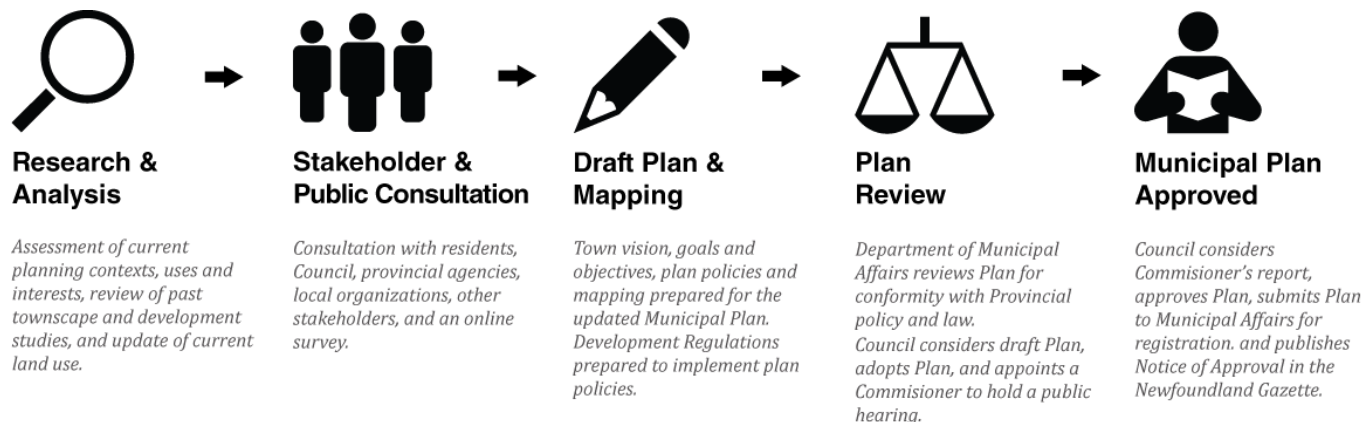 Research &
Analysis
Assessment of current
planning contexts, uses and
interests, review of past
townscape and development
studies, and update of current
land use.
Stakeholder &
Public Consultation
Consultation with residents,
Council, provincial agencies,
local organizations, other
stakeholders, and an online
survey.
Draft Plan &
Mapping
Town vision, goals and
objectives, plan policies and
mapping prepared for the
updated Municipal Plan.
Development Regulations
prepared to implement plan
policies.
Plan
Review
Department of Municipal
Affairs reviews Plan for
conformity with Provincial
policy and law.
Council considers draft Plan,
adopts Plan, and appoints a
Commisioner to hold a public
hearing.
Municipal Plan
Approved
Council considers
Commisioner's report,
approves Plan, submits Plan
to Municipal Affairs for
registration. and publishes
Notice of Approval in the
Newfoundland Gazette.